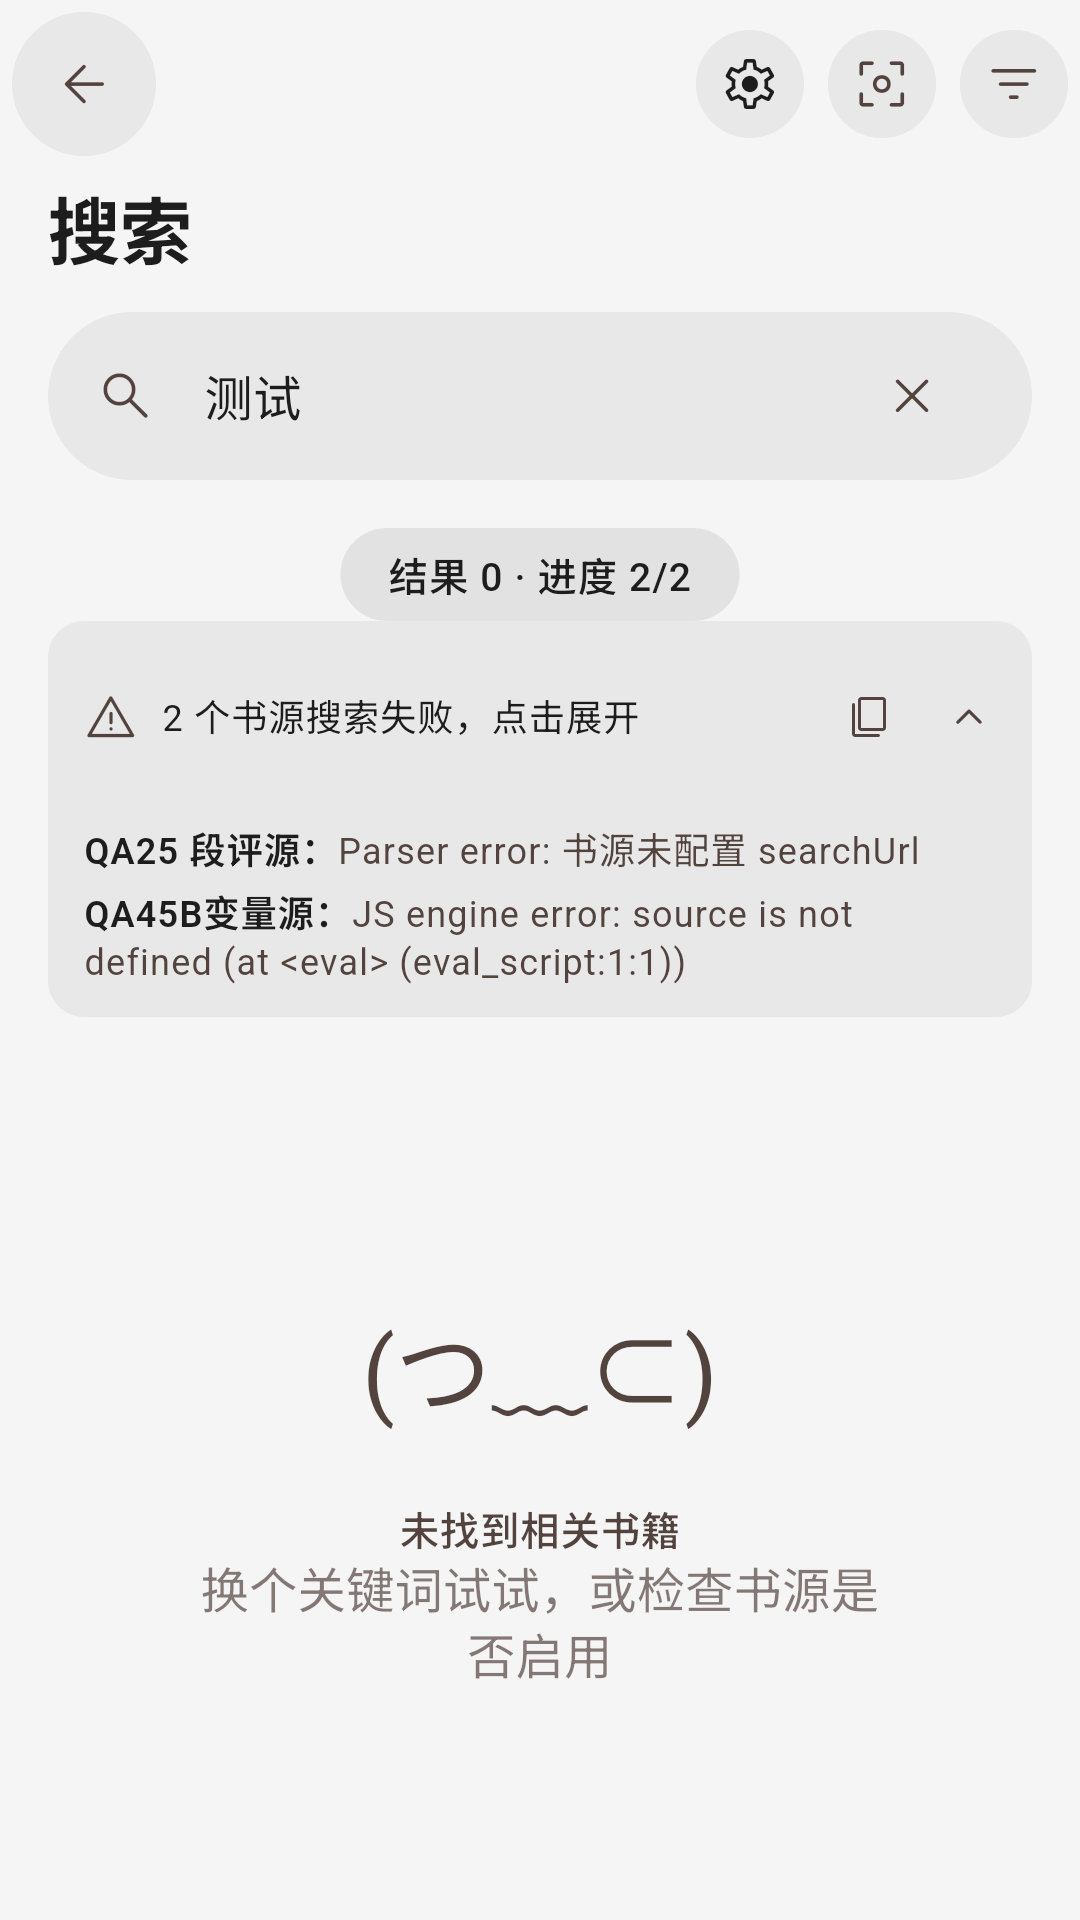 搜索
测试
结果 0 · 进度 2/2
2 个书源搜索失败，点击展开
QA25 段评源：Parser error: 书源未配置 searchUrl
QA45B变量源：JS engine error: source is not
defined (at <eval> (eval_script:1:1))
(つ﹏⊂)
未找到相关书籍
换个关键词试试，或检查书源是
否启用